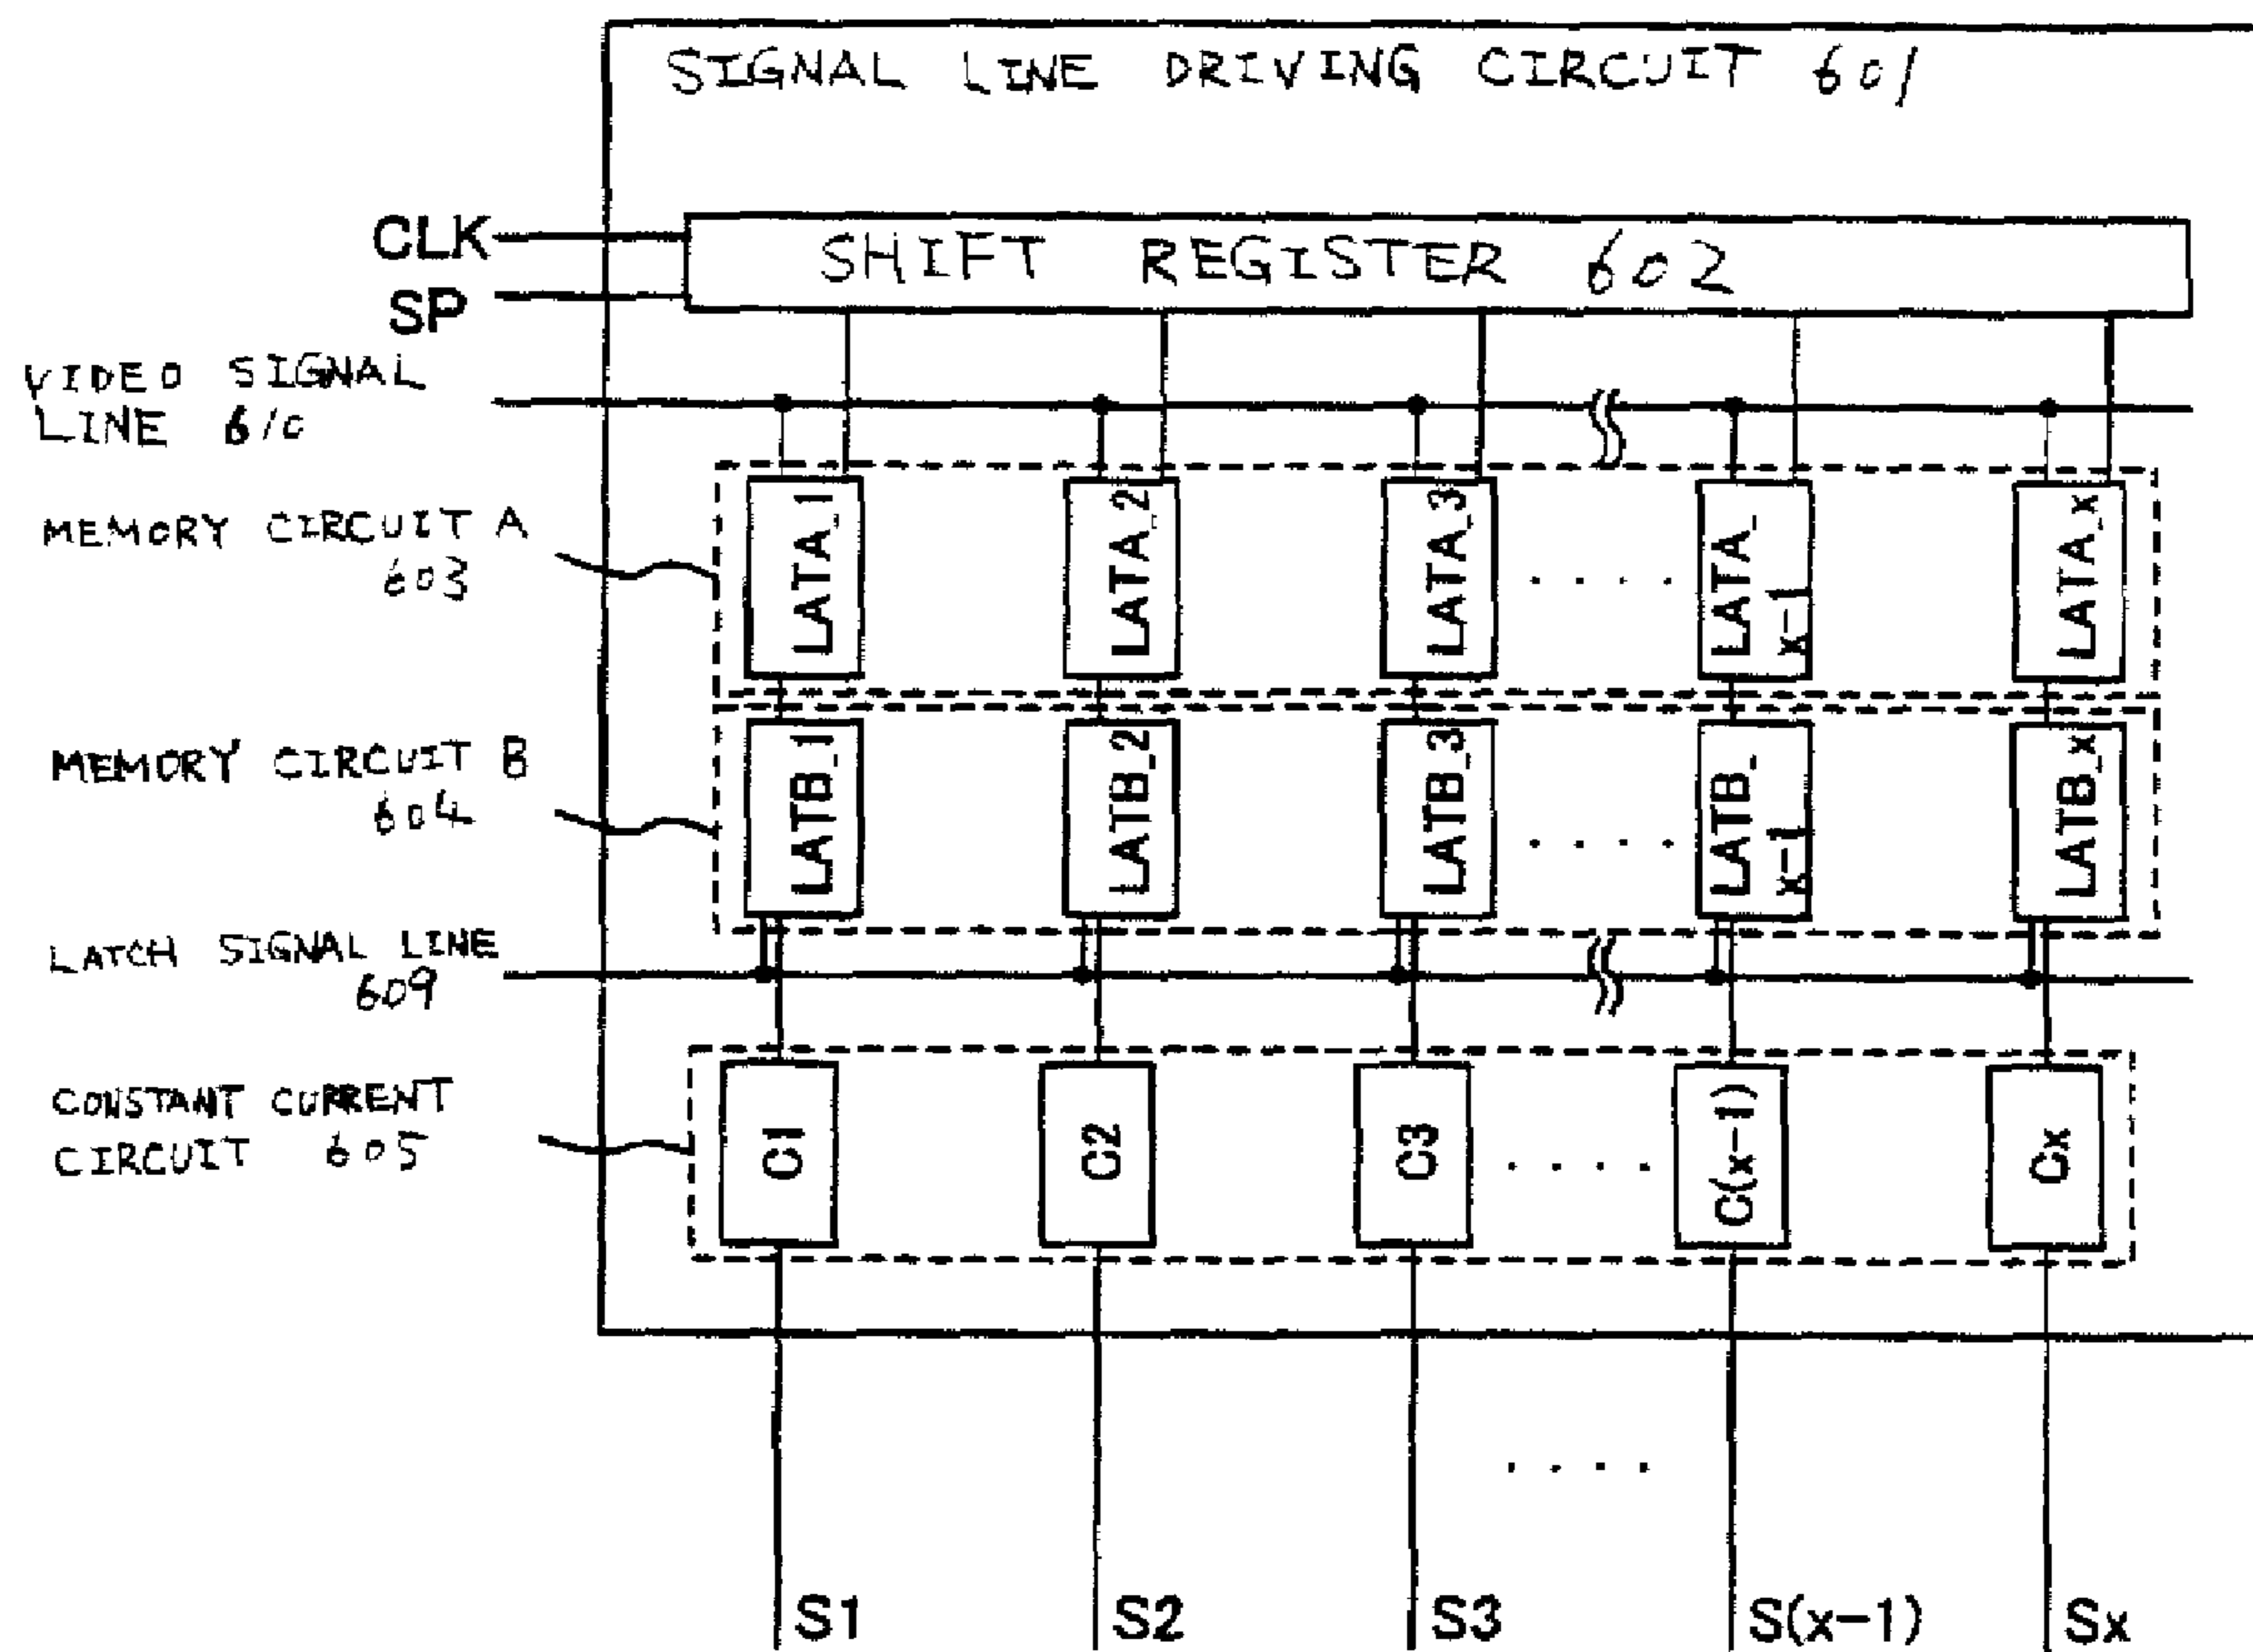 SIGNAL LINE DRIVING CIRCUIT 601
CLK
SHIFT REGISTER 602
SP
VIDEO SIGNAL
LINE 610
MEMORY CIRCUIT A
603
LATA_1
LATA_2
LATA_3
. . . .
LATA_
x-1
LATA_x
MEMORY CIRCUIT B
604
LATB_1
LATB_2
LATB_3
. . . .
LATB_
x-1
LATB_x
LATCH SIGNAL LINE
609
CONSTANT CURRENT
CIRCUIT 605
C1
C2
C3
. . . .
C(x-1)
Cx
. . . .
S1
S2
S3
S(x-1)
Sx